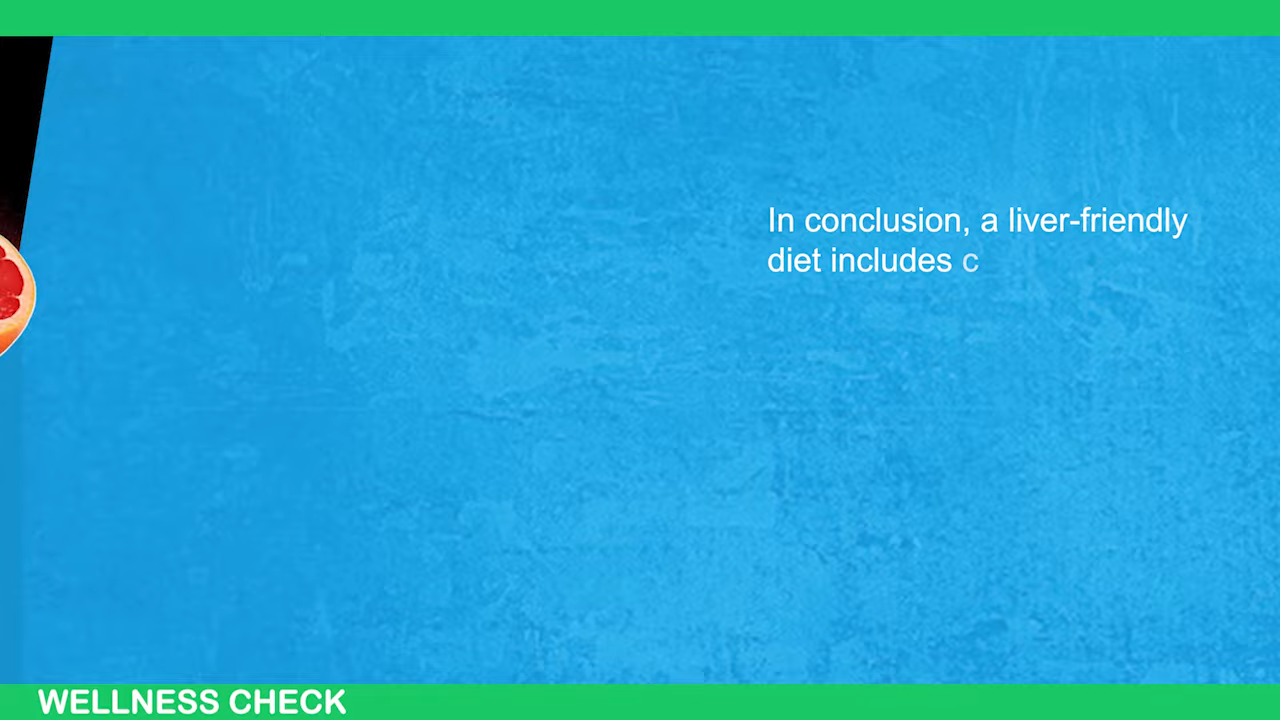 In conclusion, a liver-friendly
diet includes c
WELLNESS CHECK